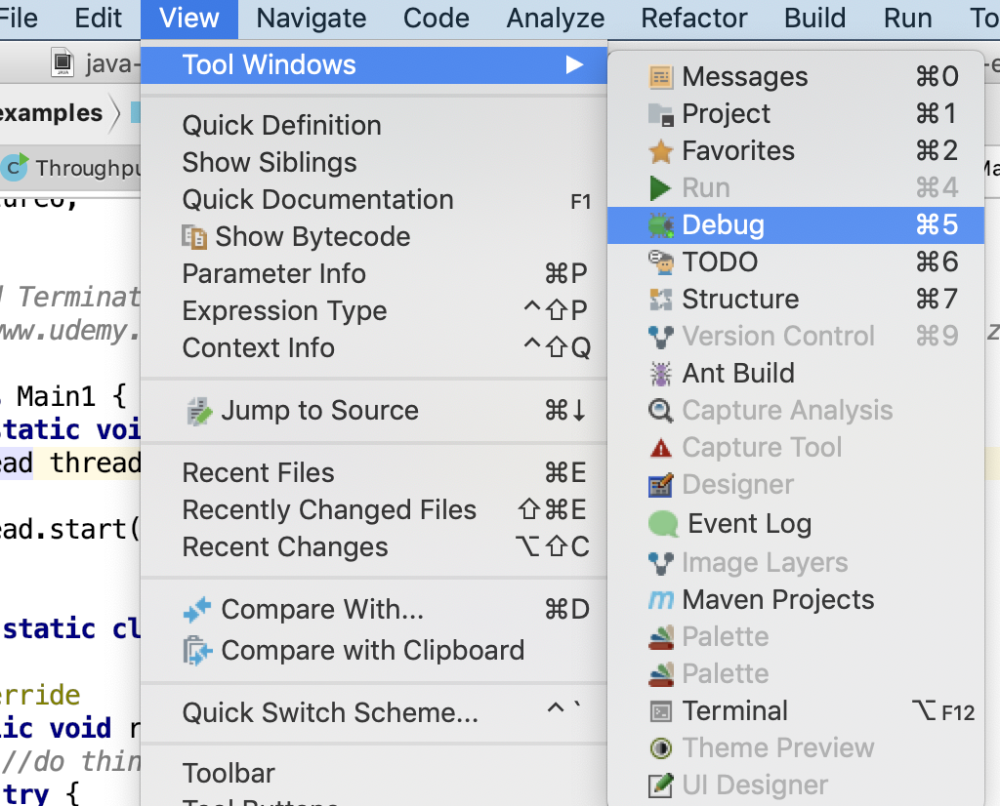 File Edit View Navigate Code Analyze Refactor Build Run To
java-
examples
Throughpu
Tool Windows
Quick Definition
Show Siblings
Quick Documentation F1
Show Bytecode
Parameter Info ⌘P
Expression Type ^⇧P
Context Info ^⇧Q
Jump to Source ⌘↓
Recent Files ⌘E
Recently Changed Files ⇧⌘E
Recent Changes ⌥⇧C
Compare With... ⌘D
Compare with Clipboard
Quick Switch Scheme... ^`
Toolbar
Tool Buttons
Messages ⌘0
Project ⌘1
Favorites ⌘2
Run ⌘4
Debug ⌘5
TODO ⌘6
Structure ⌘7
Version Control ⌘9
Ant Build
Capture Analysis
Capture Tool
Designer
Event Log
Image Layers
Maven Projects
Palette
Palette
Terminal ⌥F12
Theme Preview
UI Designer
Terminat
ww.udemy.
Main1 {
static voi
ead thread
ead.start(
static cl
erride
lic void r
//do thin
try {